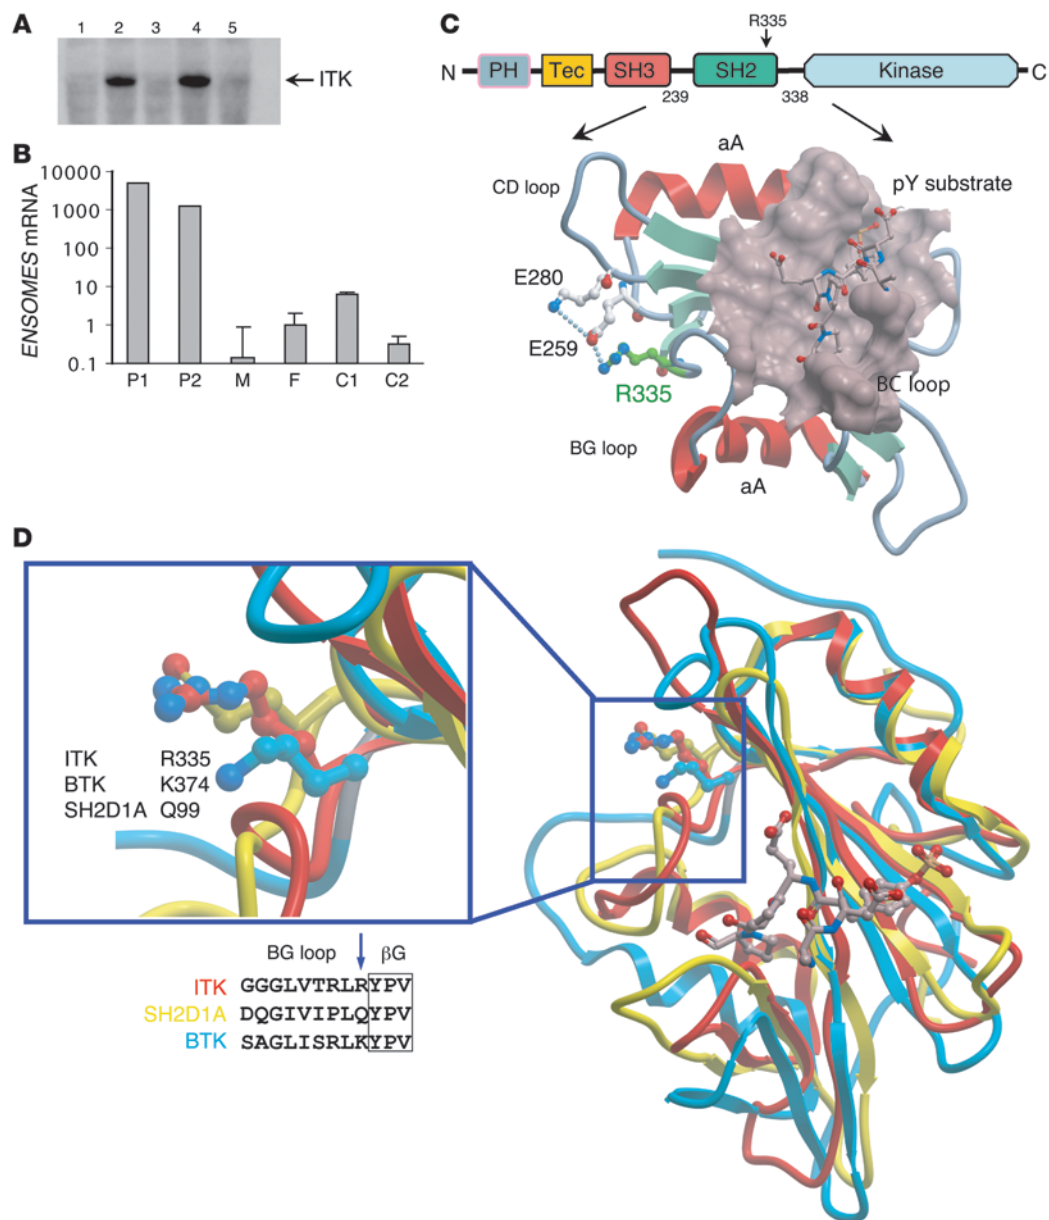 A
1 2 3 4 5
ITK
B
ENSOMES mRNA
10000
1000
100
10
1
0.1
P1 P2 M F C1 C2
C
R335
N PH Tec SH3 SH2 Kinase C
239 338
aA
CD loop
pY substrate
E280
E259
R335
BC loop
BG loop
aA
D
ITK R335
BTK K374
SH2D1A Q99
BG loop βG
ITK GGGLVTRLRYPV
SH2D1A DQGIVIPLQYPV
BTK SAGLISRLKYPV